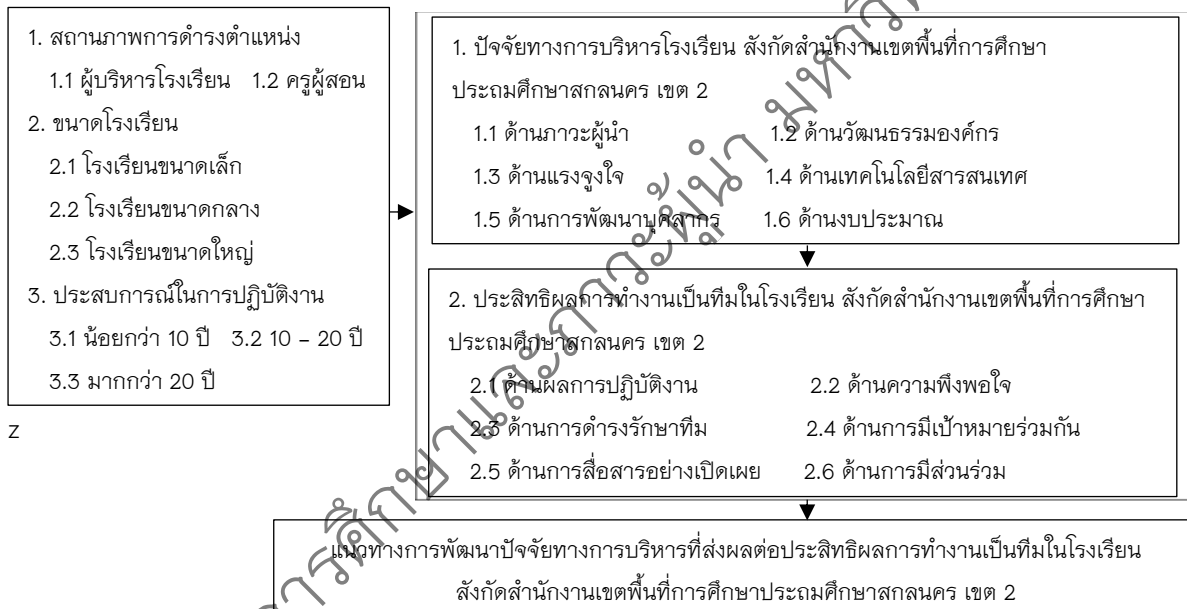 1. สถานภาพการดำรงตำแหน่ง
1.1 ผู้บริหารโรงเรียน 1.2 ครูผู้สอน
2. ขนาดโรงเรียน
2.1 โรงเรียนขนาดเล็ก
2.2 โรงเรียนขนาดกลาง
2.3 โรงเรียนขนาดใหญ่
3. ประสบการณ์ในการปฏิบัติงาน
3.1 น้อยกว่า 10 ปี 3.2 10 – 20 ปี
3.3 มากกว่า 20 ปี
z
1. ปัจจัยทางการบริหารโรงเรียน สังกัดสำนักงานเขตพื้นที่การศึกษา
ประถมศึกษาสกลนคร เขต 2
1.1 ด้านภาวะผู้นำ 1.2 ด้านวัฒนธรรมองค์กร
1.3 ด้านแรงจูงใจ 1.4 ด้านเทคโนโลยีสารสนเทศ
1.5 ด้านการพัฒนาบุคลากร 1.6 ด้านงบประมาณ
2. ประสิทธิผลการทำงานเป็นทีมในโรงเรียน สังกัดสำนักงานเขตพื้นที่การศึกษา
ประถมศึกษาสกลนคร เขต 2
2.1 ด้านผลการปฏิบัติงาน 2.2 ด้านความพึงพอใจ
2.3 ด้านการดำรงรักษาทีม 2.4 ด้านการมีเป้าหมายร่วมกัน
2.5 ด้านการสื่อสารอย่างเปิดเผย 2.6 ด้านการมีส่วนร่วม
แนวทางการพัฒนาปัจจัยทางการบริหารที่ส่งผลต่อประสิทธิผลการทำงานเป็นทีมในโรงเรียน
สังกัดสำนักงานเขตพื้นที่การศึกษาประถมศึกษาสกลนคร เขต 2
การศึกษาและภาวะผู้นำ